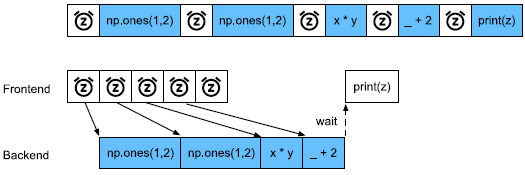 np.ones(1,2) np.ones(1,2) x * y _ + 2 print(z)
Frontend print(z)
wait
Backend np.ones(1,2) np.ones(1,2) x * y _ + 2